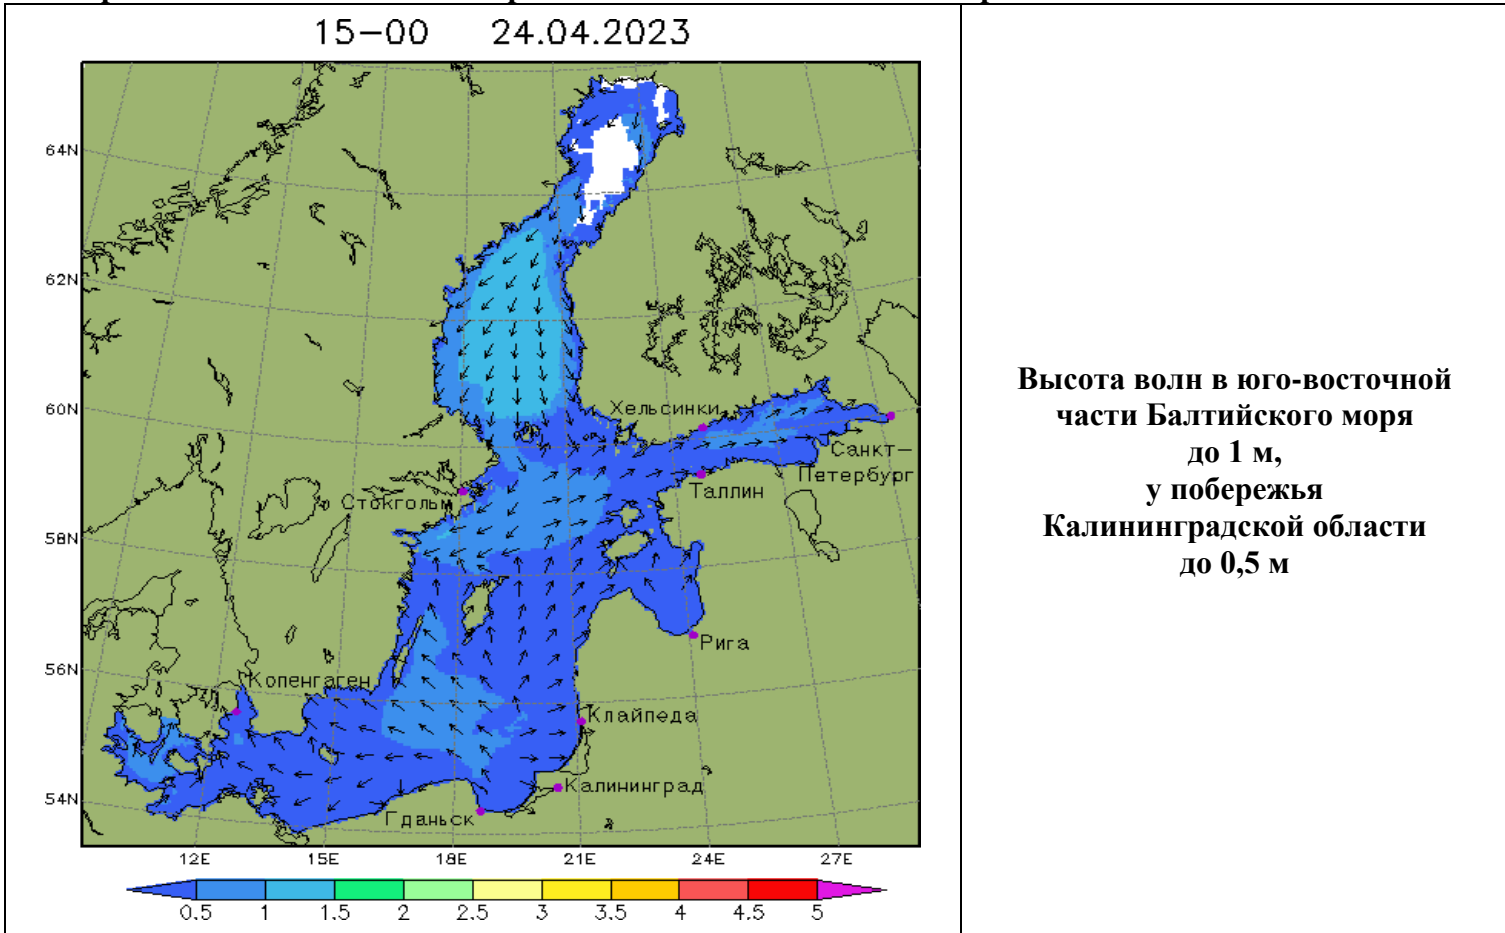 15-00 24.04.2023
64N
62N
60N
58N
56N
54N
Хельсинки
Санкт-
Петербург
Таллин
Стокгольм
Рига
Копенгаген
Клайпеда
Калининград
Гданьск
12E 15E 18E 21E 24E 27E
0.5 1 1.5 2 2.5 3 3.5 4 4.5 5
Высота волн в юго-восточной
части Балтийского моря
до 1 м,
у побережья
Калининградской области
до 0,5 м